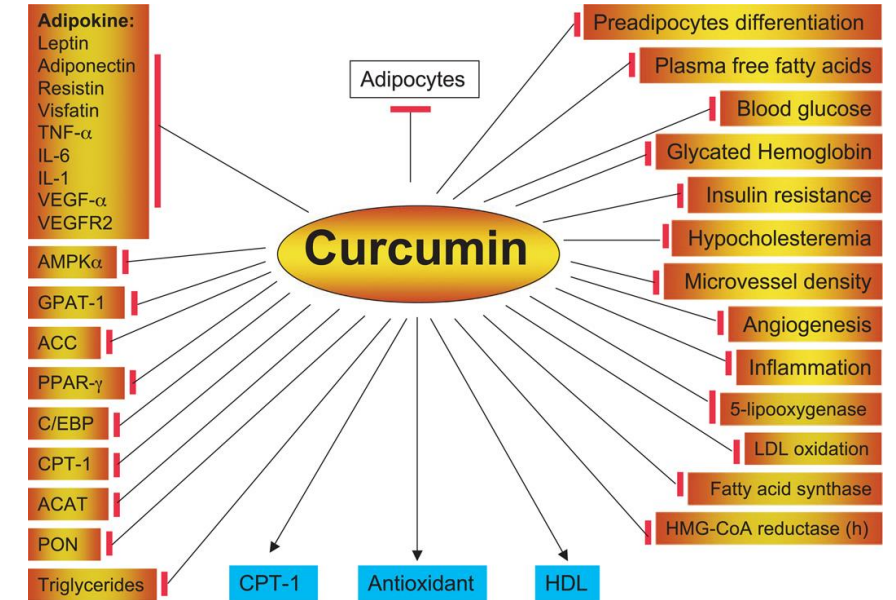 Adipokine:
Leptin
Adiponectin
Resistin
Visfatin
TNF-α
IL-6
IL-1
VEGF-α
VEGFR2
AMPKα
GPAT-1
ACC
PPAR-γ
C/EBP
CPT-1
ACAT
PON
Triglycerides
Adipocytes
Curcumin
CPT-1
Antioxidant
HDL
Preadipocytes differentiation
Plasma free fatty acids
Blood glucose
Glycated Hemoglobin
Insulin resistance
Hypocholesteremia
Microvessel density
Angiogenesis
Inflammation
5-lipooxygenase
LDL oxidation
Fatty acid synthase
HMG-CoA reductase (h)